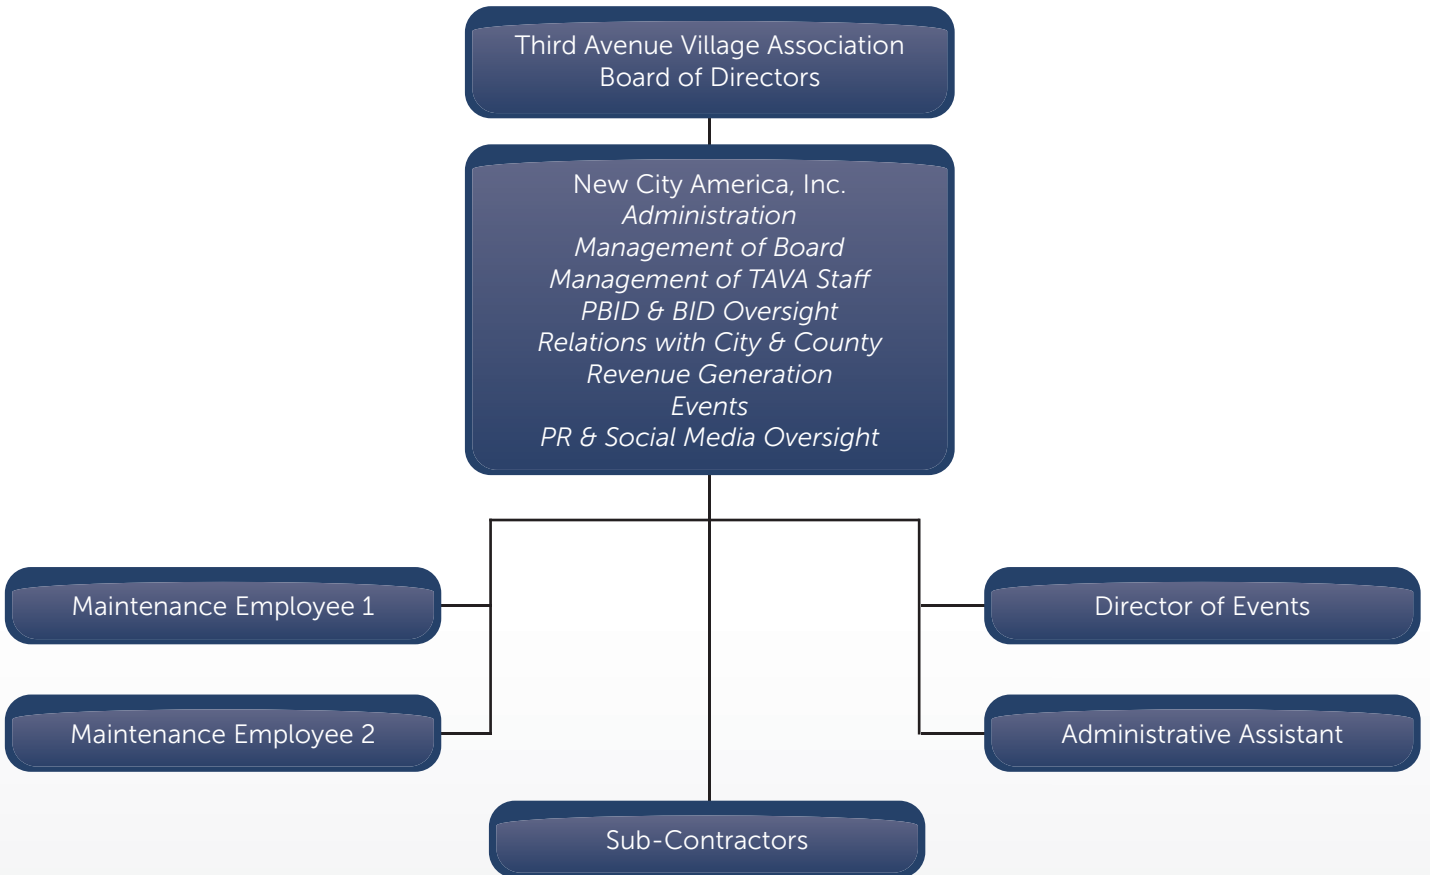 Third Avenue Village Association
Board of Directors
New City America, Inc.
Administration
Management of Board
Management of TAVA Staff
PBID & BID Oversight
Relations with City & County
Revenue Generation
Events
PR & Social Media Oversight
Maintenance Employee 1
Director of Events
Maintenance Employee 2
Administrative Assistant
Sub-Contractors